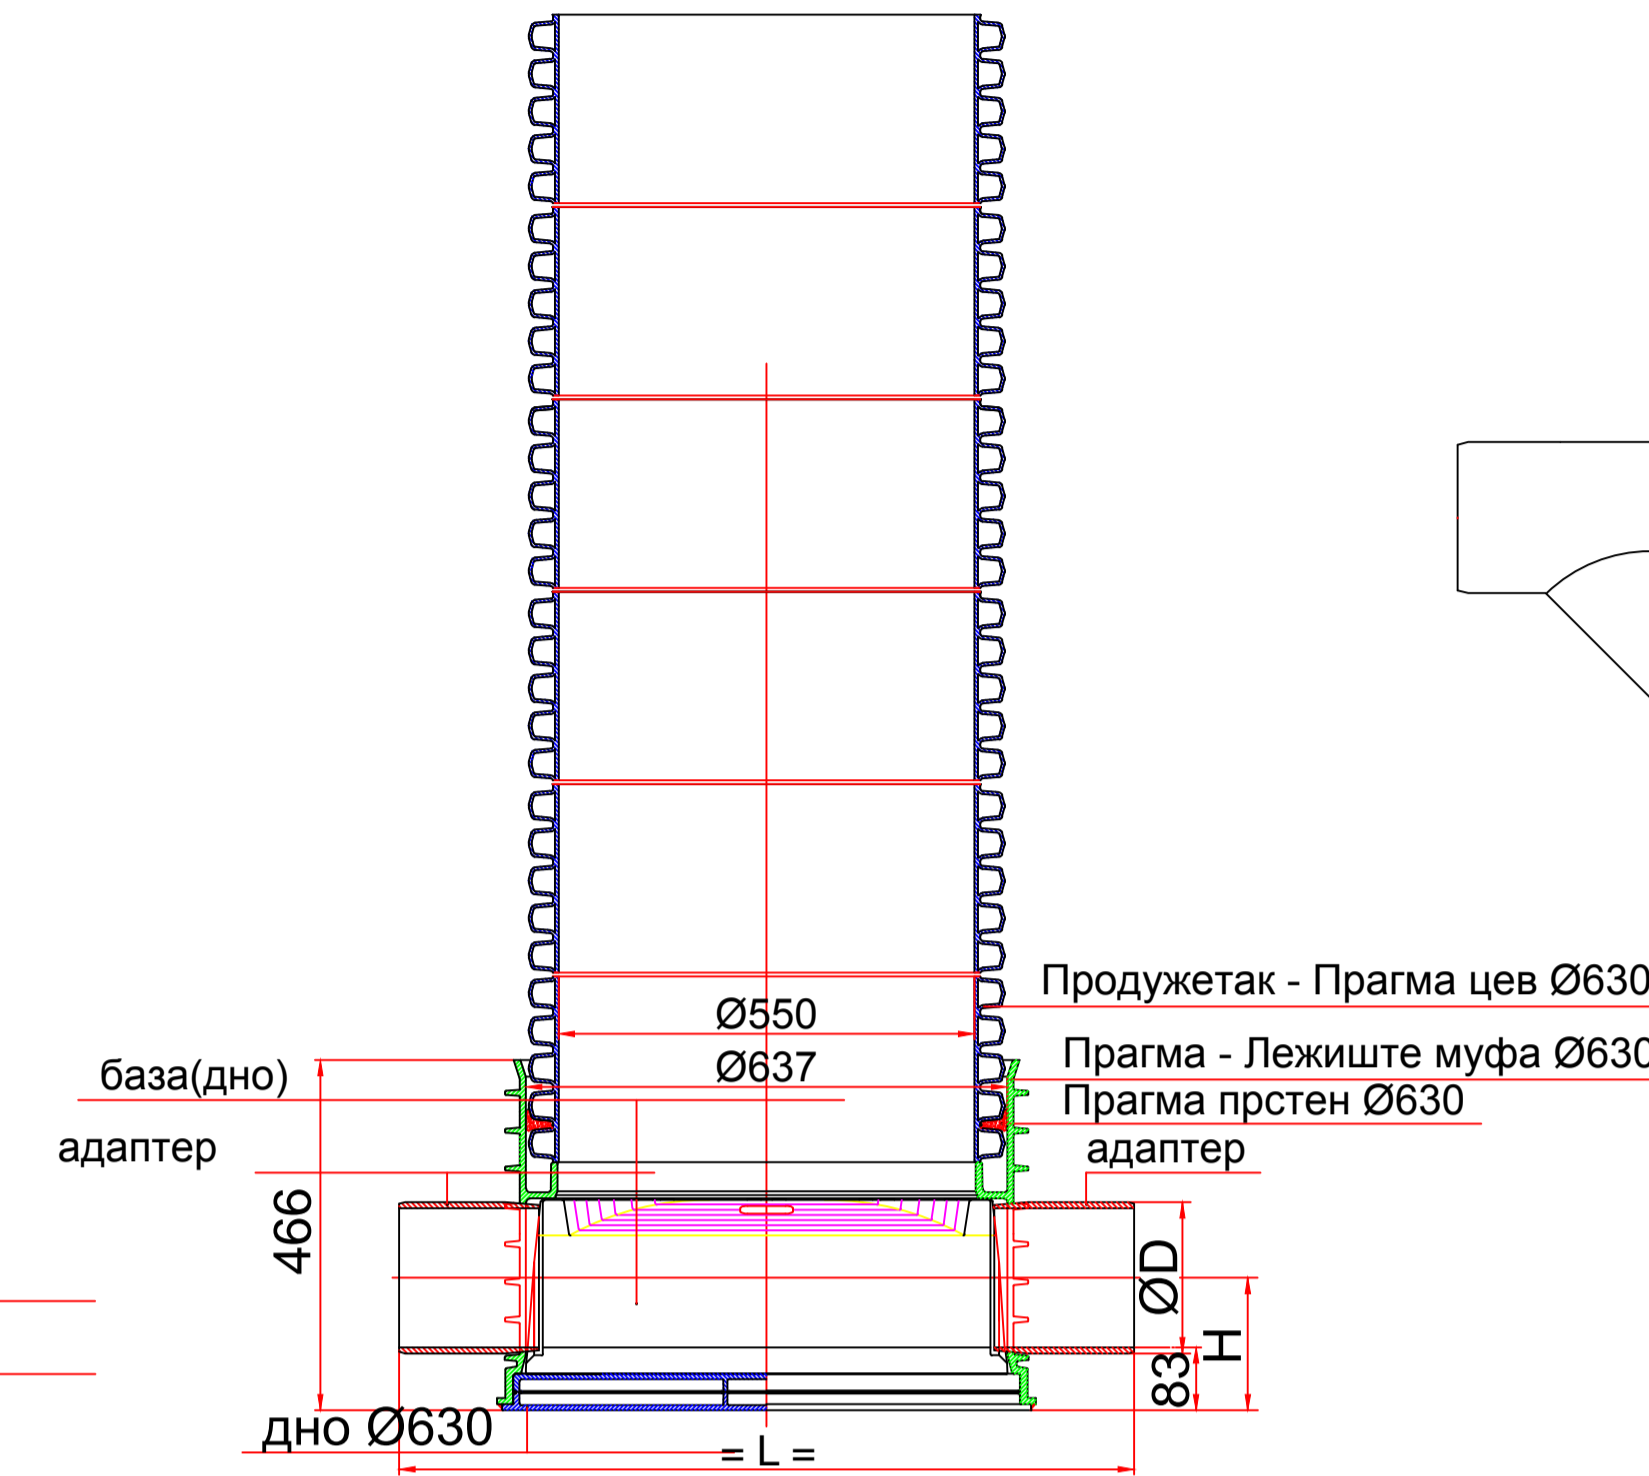 Продужетак - Прагма цев Ø630
Ø550
Прагма - Лежиште муфа Ø630
Ø637
база(дно)
Прагма прстен Ø630
адаптер
адаптер
466
ØD
H
83
дно Ø630
= L =